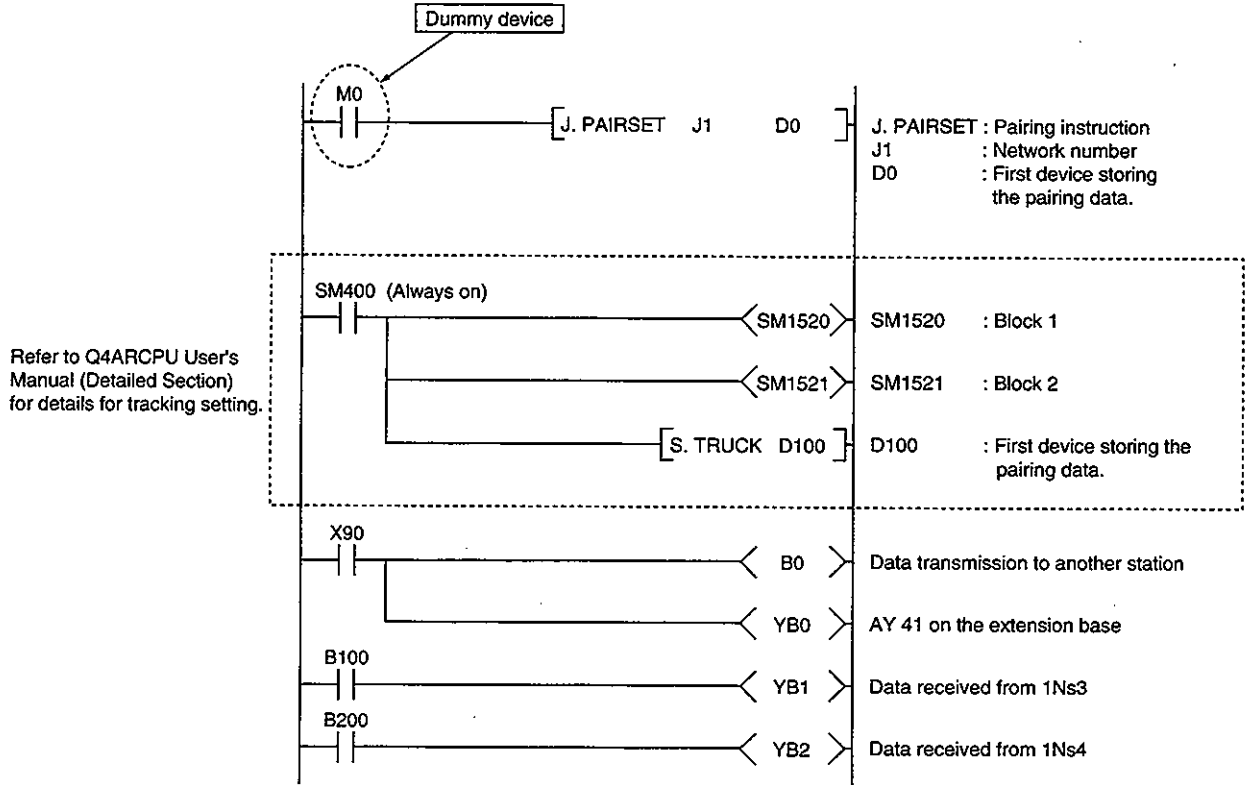 Dummy device
M0
J. PAIRSET J1 D0
J. PAIRSET : Pairing instruction
J1 : Network number
D0 : First device storing
the pairing data.
SM400 (Always on)
SM1520
SM1520 : Block 1
Refer to Q4ARCPU User's
Manual (Detailed Section)
for details for tracking setting.
SM1521
SM1521 : Block 2
S. TRUCK D100
D100 : First device storing the
pairing data.
X90
B0
Data transmission to another station
YB0
AY 41 on the extension base
B100
YB1
Data received from 1Ns3
B200
YB2
Data received from 1Ns4